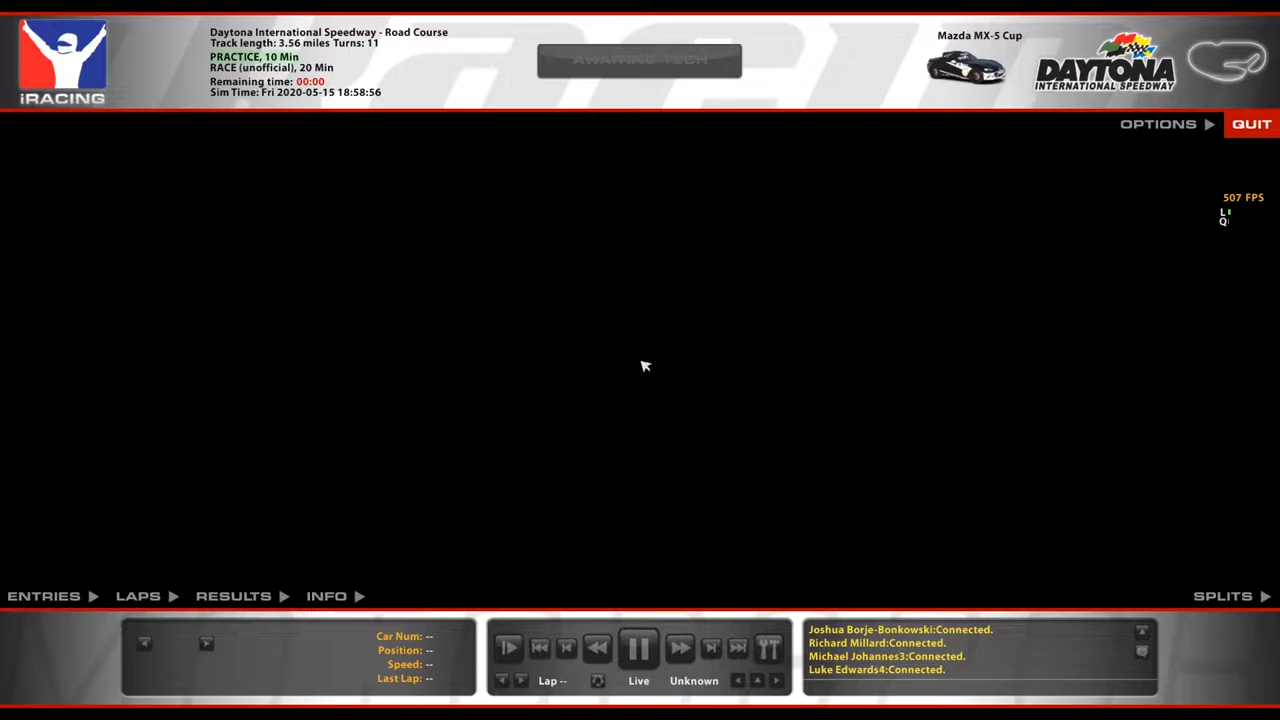 iRACING
Daytona International Speedway - Road Course
Track length: 3.56 miles Turns: 11
PRACTICE, 10 Min
RACE (unofficial), 20 Min
Remaining time: 00:00
Sim Time: Fri 2020-05-15 18:58:56
AWAITING TECH
Mazda MX-5 Cup
DAYTONA
INTERNATIONAL SPEEDWAY
OPTIONS
QUIT
507 FPS
L
Q
ENTRIES
LAPS
RESULTS
INFO
SPLITS
Car Num: --
Position: --
Speed: --
Last Lap: --
Lap --
Live
Unknown
Joshua Borje-Bonkowski:Connected.
Richard Millard:Connected.
Michael Johannes3:Connected.
Luke Edwards4:Connected.